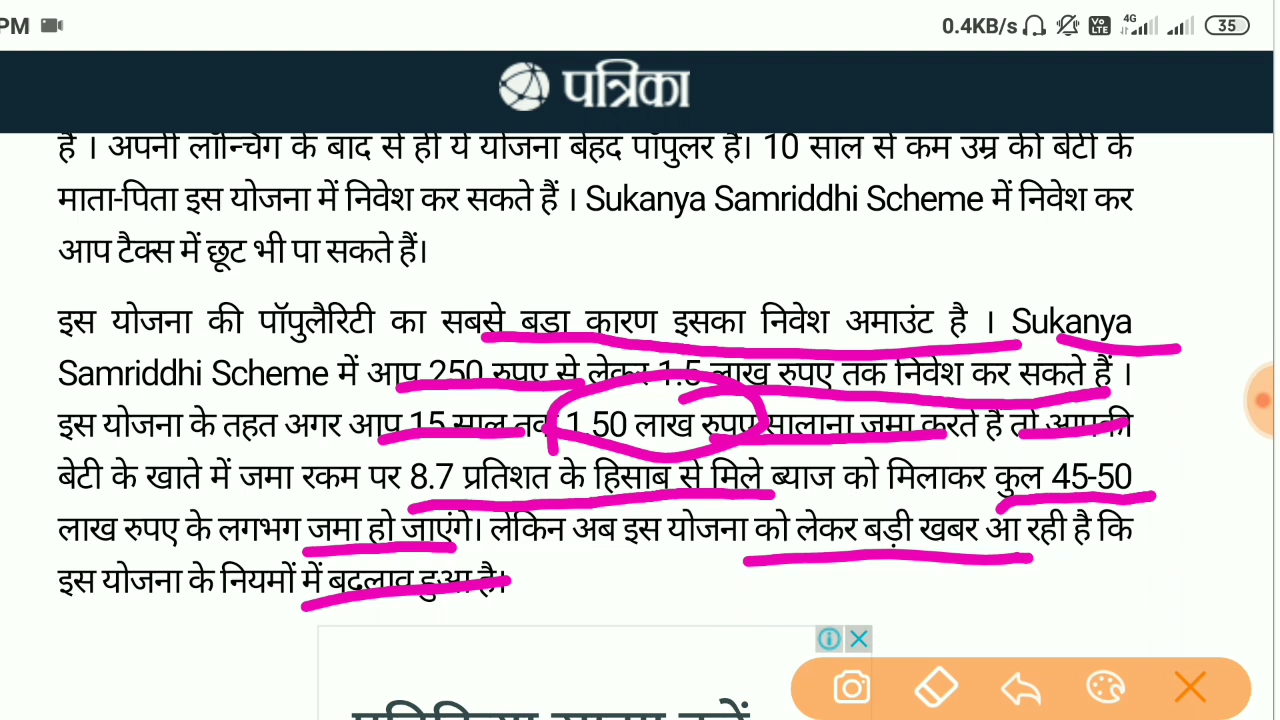 PM 0.4KB/s Vo LTE 4G 35
पत्रिका
है । अपनी लॉन्चिंग के बाद से ही ये योजना बेहद पॉपुलर है। 10 साल से कम उम्र की बेटी के
माता-पिता इस योजना में निवेश कर सकते हैं । Sukanya Samriddhi Scheme में निवेश कर
आप टैक्स में छूट भी पा सकते हैं।
इस योजना की पॉपुलैरिटी का सबसे बड़ा कारण इसका निवेश अमाउंट है । Sukanya
Samriddhi Scheme में आप 250 रुपए से लेकर 1.5 लाख रुपए तक निवेश कर सकते हैं ।
इस योजना के तहत अगर आप 15 साल तक 1.50 लाख रुपए सालाना जमा करते है तो आपकी
बेटी के खाते में जमा रकम पर 8.7 प्रतिशत के हिसाब से मिले ब्याज को मिलाकर कुल 45-50
लाख रुपए के लगभग जमा हो जाएंगे। लेकिन अब इस योजना को लेकर बड़ी खबर आ रही है कि
इस योजना के नियमों में बदलाव हुआ है।